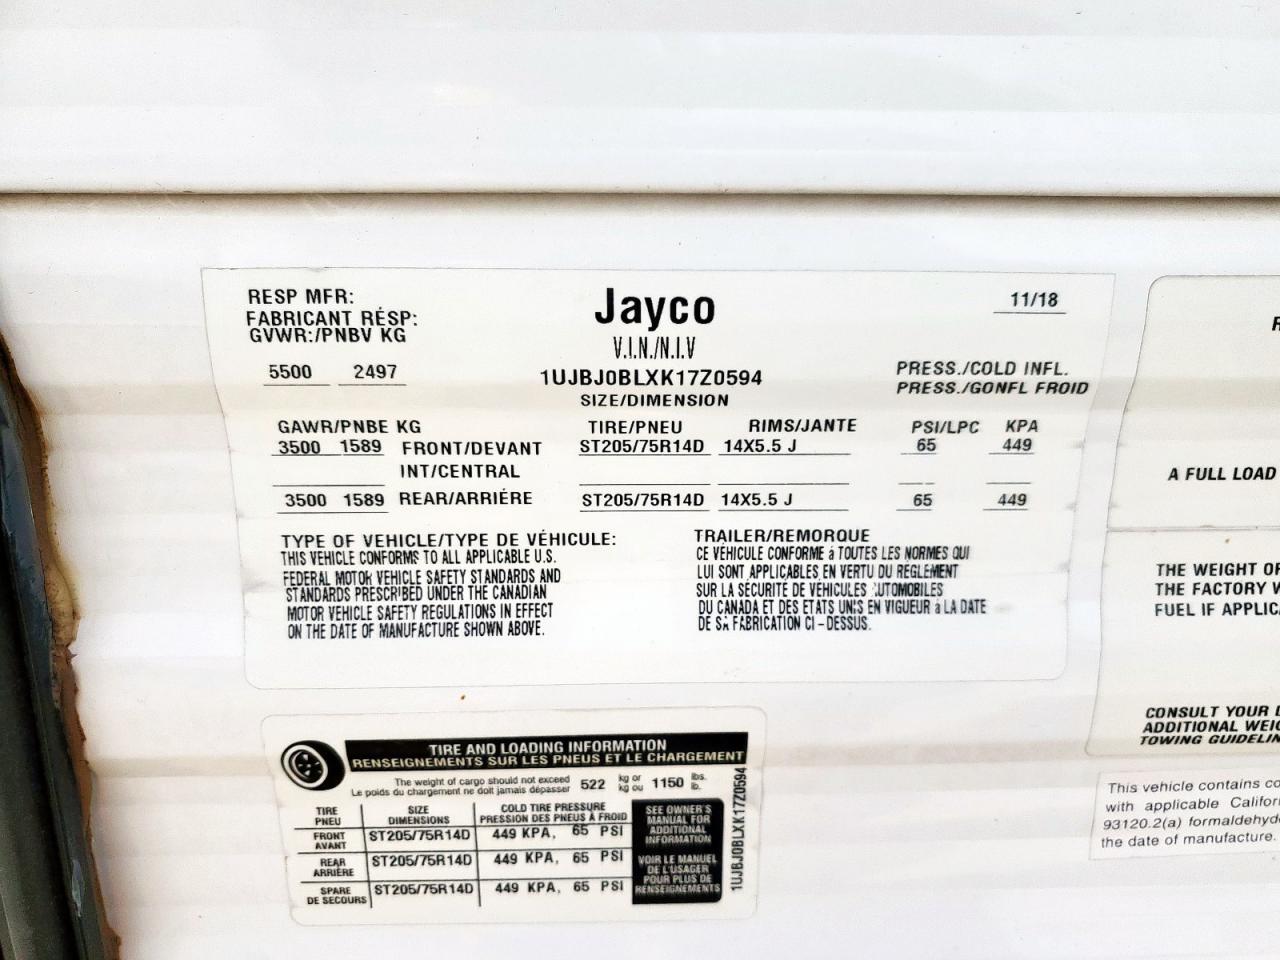 RESP MFR:
FABRICANT RÉSP:
GVWR:/PNBV KG
5500 2497
Jayco
V.I.N./N.I.V
1UJBJ0BLXK17Z0594
SIZE/DIMENSION
11/18
PRESS./COLD INFL.
PRESS./GONFL FROID
GAWR/PNBE KG TIRE/PNEU RIMS/JANTE PSI/LPC KPA
3500 1589 FRONT/DEVANT ST205/75R14D 14X5.5 J 65 449
INT/CENTRAL
3500 1589 REAR/ARRIÉRE ST205/75R14D 14X5.5 J 65 449
TYPE OF VEHICLE/TYPE DE VÉHICULE: TRAILER/REMORQUE
THIS VEHICLE CONFORMS TO ALL APPLICABLE U.S.
FEDERAL MOTOR VEHICLE SAFETY STANDARDS AND
STANDARDS PRESCRIBED UNDER THE CANADIAN
MOTOR VEHICLE SAFETY REGULATIONS IN EFFECT
ON THE DATE OF MANUFACTURE SHOWN ABOVE.
CE VÉHICULE CONFORME à TOUTES LES NORMES QUI
LUI SONT APPLICABLES EN VERTU DU REGLEMENT
SUR LA SÉCURITE DE VÉHICULES AUTOMOBILES
DU CANADA ET DES ETATS UNIS EN VIGUEUR à LA DATE
DE SA FABRICATION CI - DESSUS.
TIRE AND LOADING INFORMATION
RENSEIGNEMENTS SUR LES PNEUS ET LE CHARGEMENT
The weight of cargo should not exceed 522 kg or 1150 lbs.
Le poids du chargement ne doit jamais dépasser kg ou lb.
TIRE SIZE COLD TIRE PRESSURE
PNEU DIMENSIONS PRESSION DES PNEUS À FROID
FRONT ST205/75R14D 449 KPA, 65 PSI
AVANT
REAR ST205/75R14D 449 KPA, 65 PSI
ARRIÈRE
SPARE ST205/75R14D 449 KPA, 65 PSI
DE SECOURS
SEE OWNER'S
MANUAL FOR
ADDITIONAL
INFORMATION
VOIR LE MANUEL
DE L'USAGER
POUR PLUS DE
RENSEIGNEMENTS
1UJBJ0BLXK17Z0594
A FULL LOAD
THE WEIGHT OF
THE FACTORY
FUEL IF APPLIC
CONSULT YOUR
ADDITIONAL WEIG
TOWING GUIDELIN
This vehicle contains co
with applicable Califor
93120.2(a) formaldehyd
the date of manufacture.